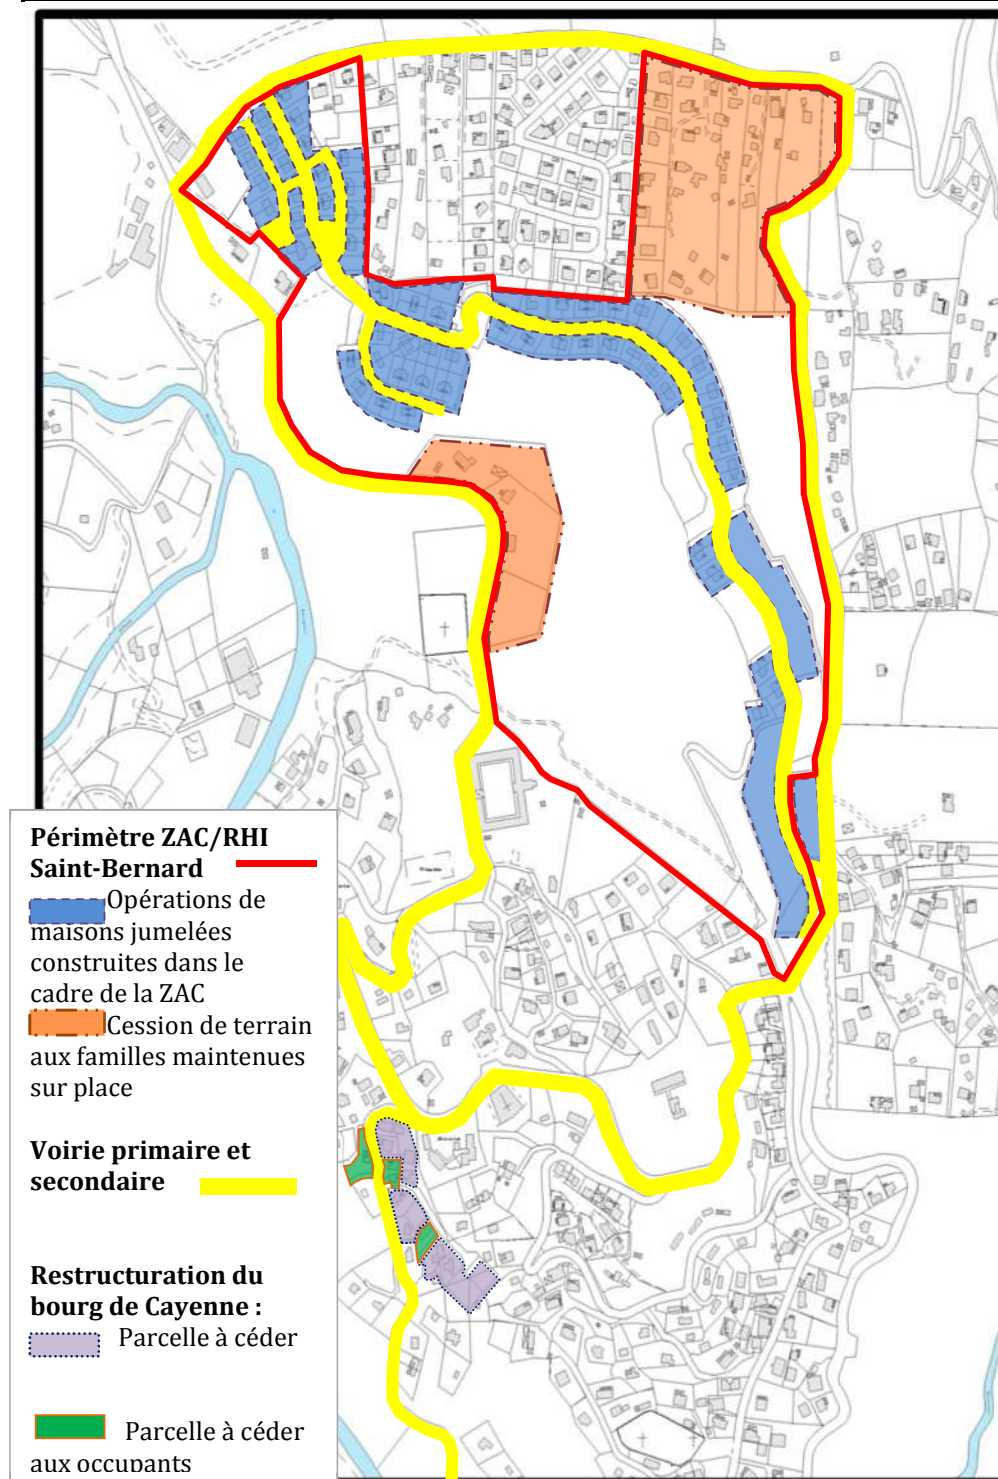 Périmètre ZAC/RHI
Saint-Bernard
Opérations de
maisons jumelées
construites dans le
cadre de la ZAC
Cession de terrain
aux familles maintenues
sur place
Voirie primaire et
secondaire
Restructuration du
bourg de Cayenne :
Parcelle à céder
Parcelle à céder
aux occupants